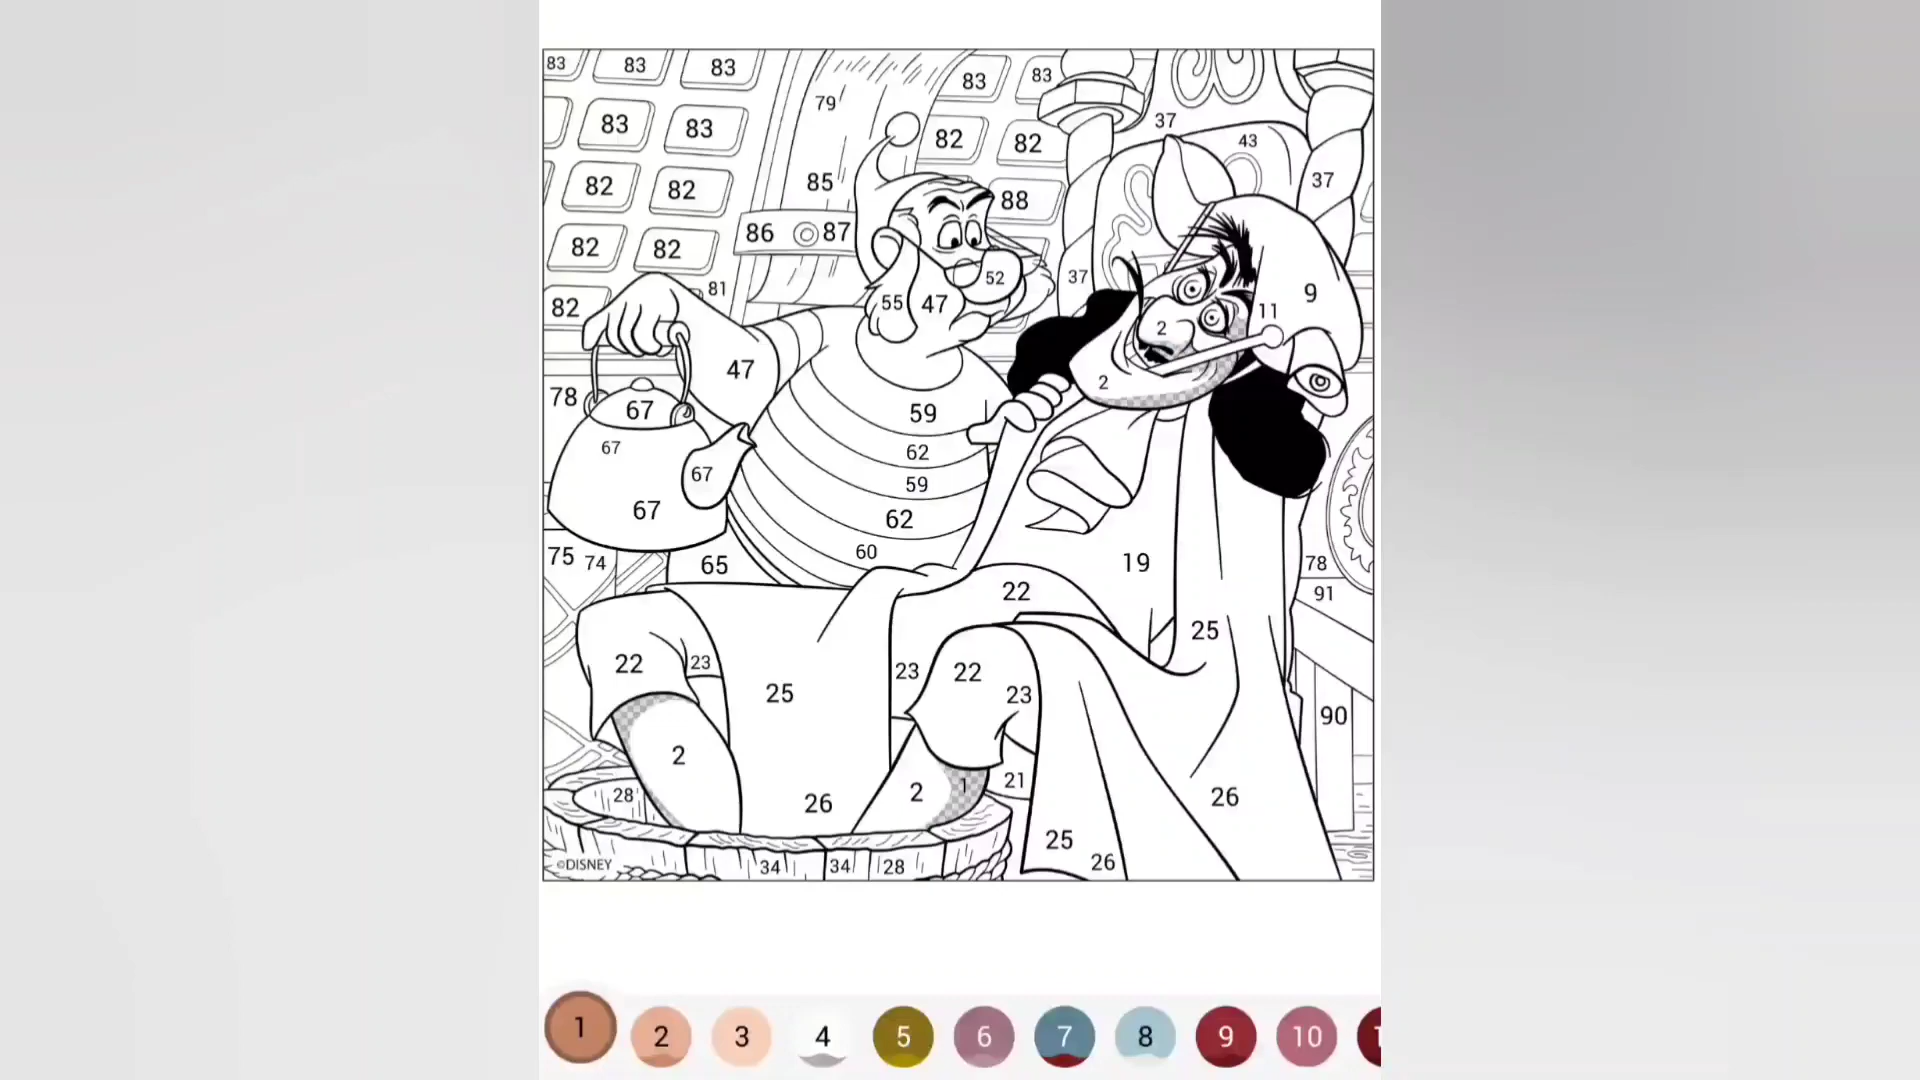 83 83 83 83 83
79
37
83 83 82 82 43
82 82 85 88 37
86 87
82 82 52 37
82 81 55 47 9
2 11
47 2
78 67 59
67 62
67 59
67 62
75 74 65 60 19 78
22 91
25
22 23 23 22
25 23
90
2 2 1 21
28 26 26
25
©DISNEY 34 34 28 26
1 2 3 4 5 6 7 8 9 10